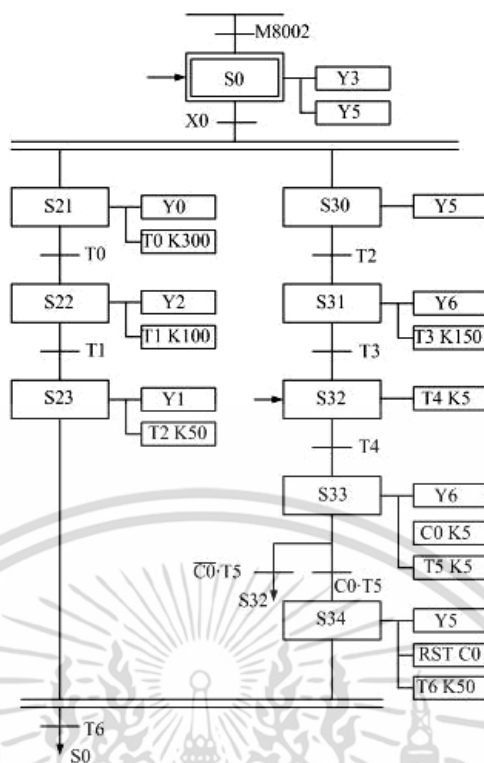 M8002
S0
Y3
Y5
X0
S21
Y0
T0 K300
T0
S22
Y2
T1 K100
T1
S23
Y1
T2 K50
S30
Y5
T2
S31
Y6
T3 K150
T3
S32
T4 K5
T4
S33
Y6
C0 K5
T5 K5
C̅0̅·T5
C0·T5
S32
S34
Y5
RST C0
T6 K50
T6
S0